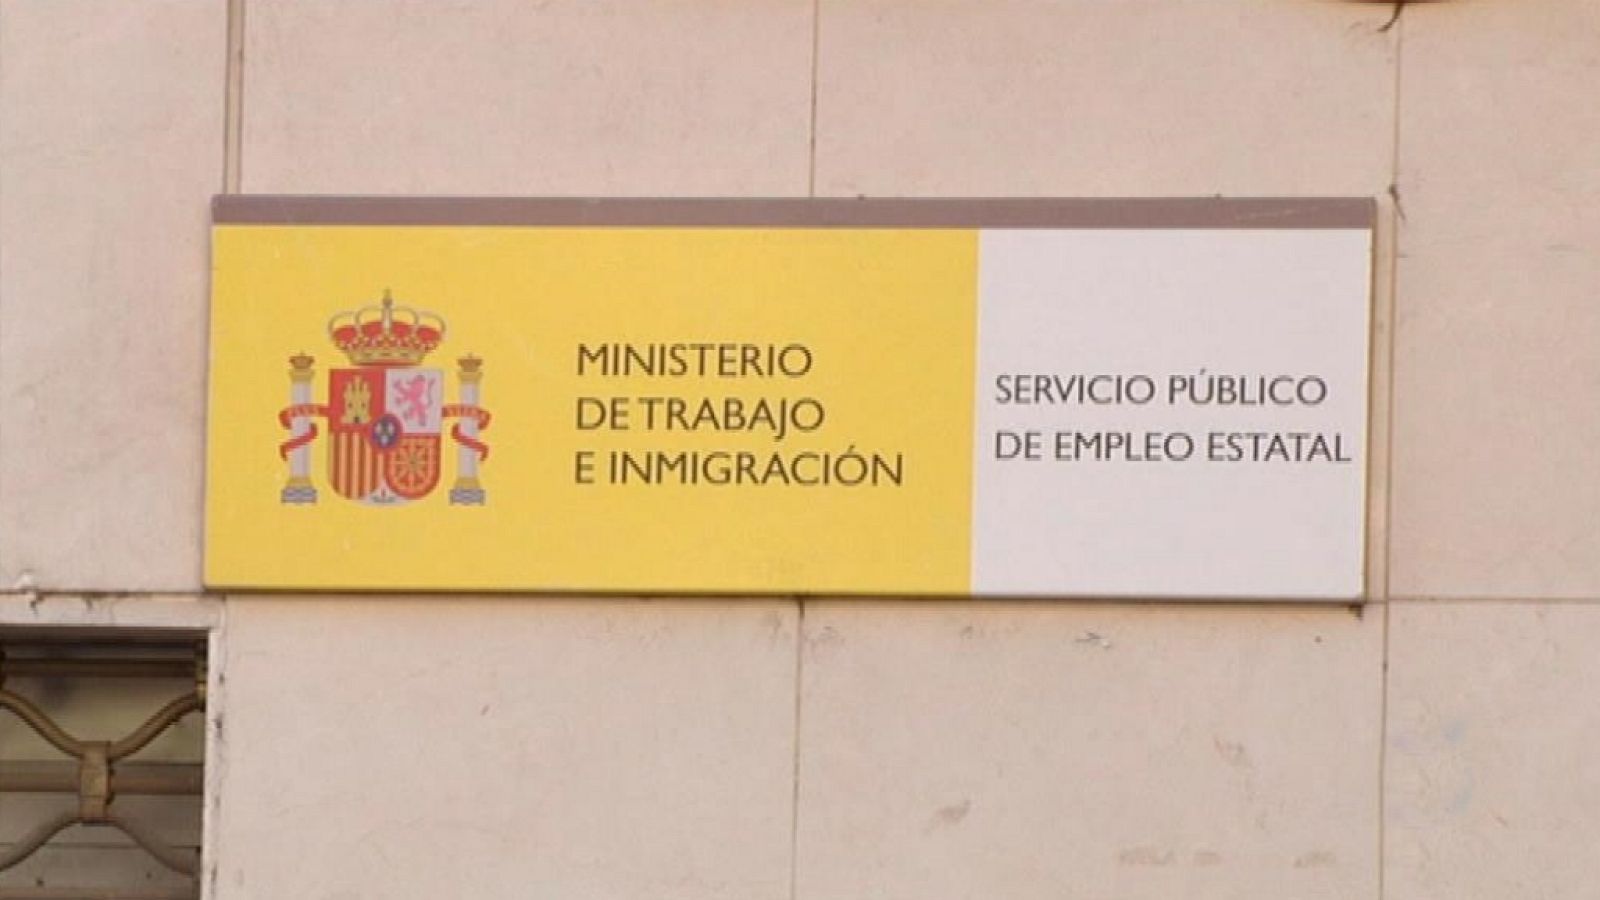 MINISTERIO
DE TRABAJO
E INMIGRACIÓN
SERVICIO PÚBLICO
DE EMPLEO ESTATAL